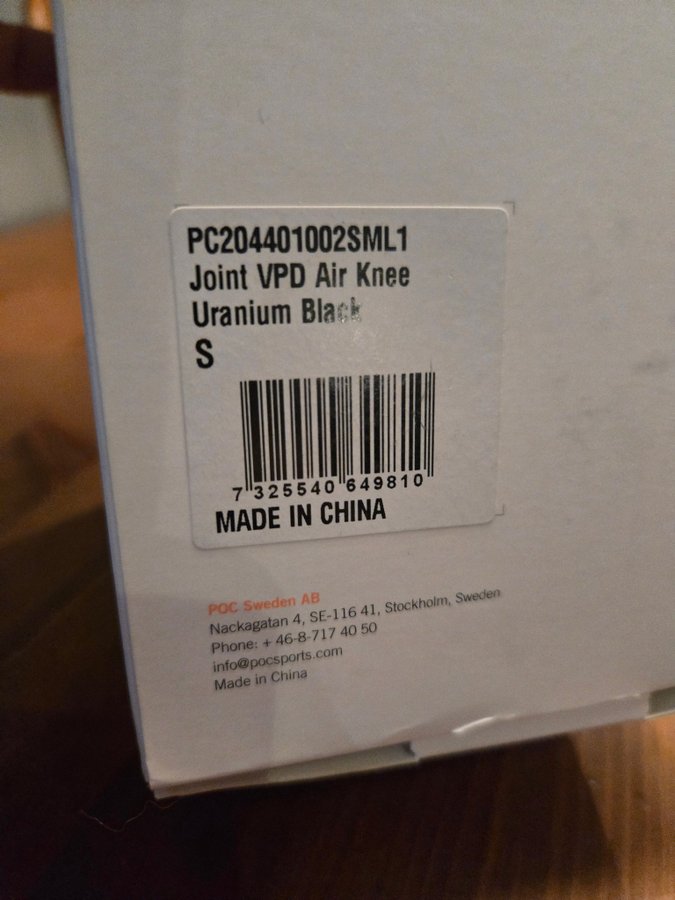 PC204401002SML1
Joint VPD Air Knee
Uranium Black
S
7 325540 649810
MADE IN CHINA
POC Sweden AB
Nackagatan 4, SE-116 41, Stockholm, Sweden
Phone: + 46-8-717 40 50
info@pocsports.com
Made in China